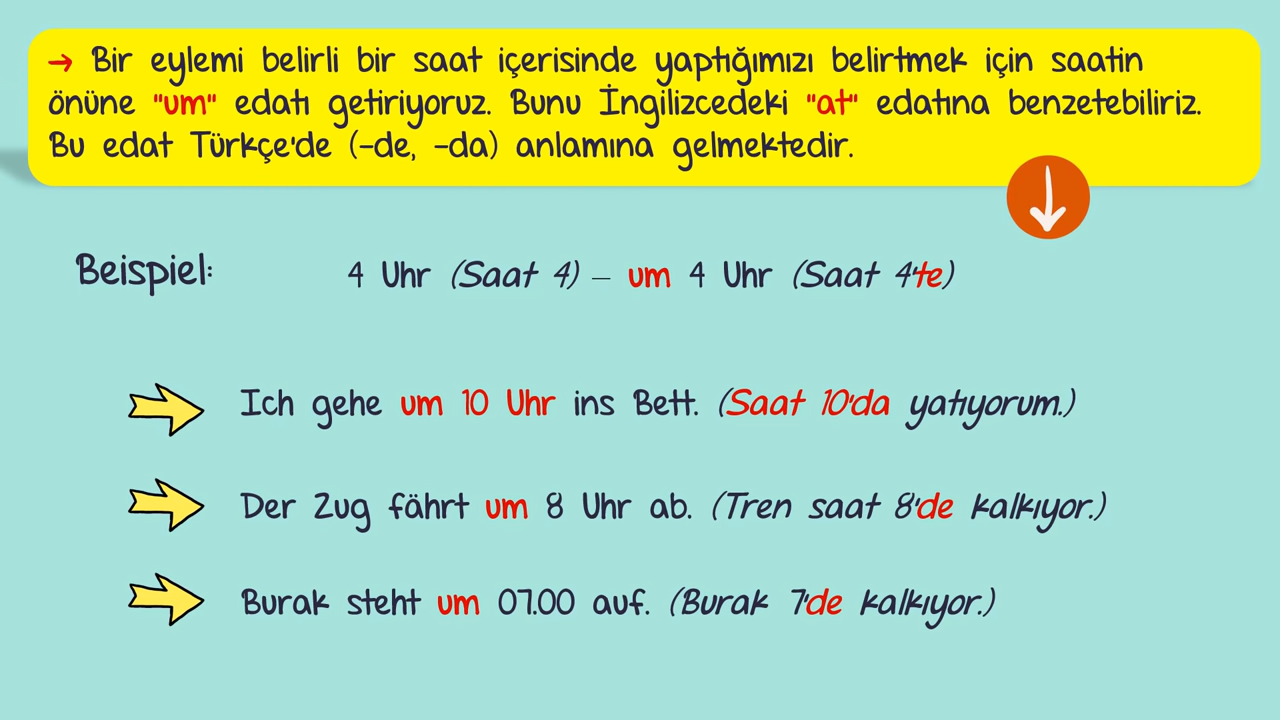 → Bir eylemi belirli bir saat içerisinde yaptığımızı belirtmek için saatin
önüne "um" edatı getiriyoruz. Bunu İngilizcedeki "at" edatına benzetebiliriz.
Bu edat Türkçe'de (-de, -da) anlamına gelmektedir.
Beispiel: 4 Uhr (Saat 4) – um 4 Uhr (Saat 4'te)
Ich gehe um 10 Uhr ins Bett. (Saat 10'da yatıyorum.)
Der Zug fährt um 8 Uhr ab. (Tren saat 8'de kalkıyor.)
Burak steht um 07.00 auf. (Burak 7'de kalkıyor.)